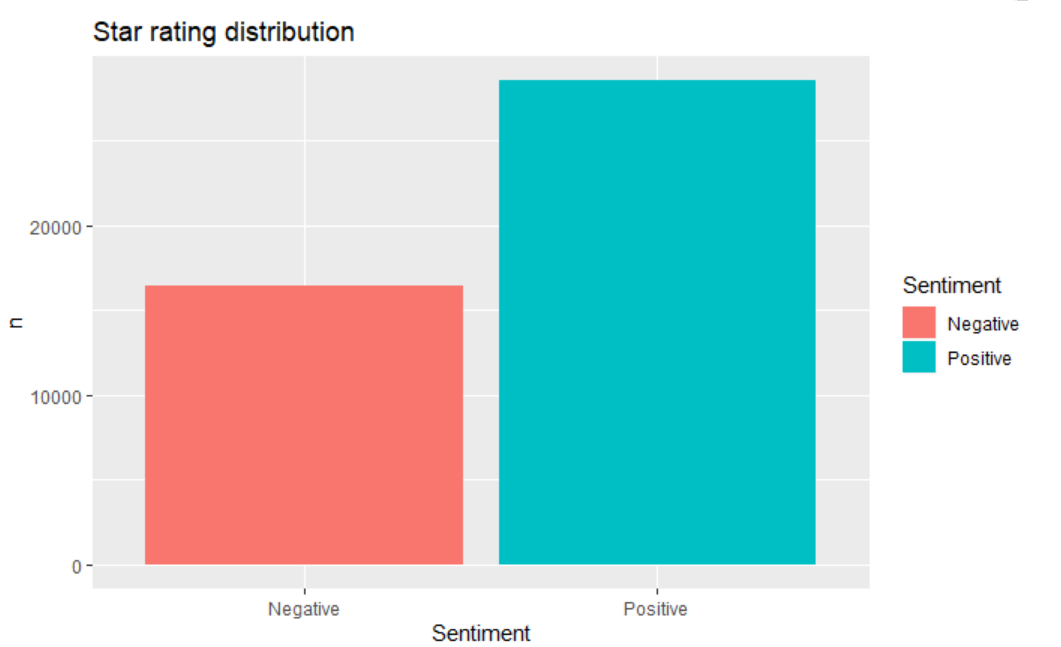 Star rating distribution
20000
10000
0
n
Negative
Positive
Sentiment
Sentiment
Negative
Positive